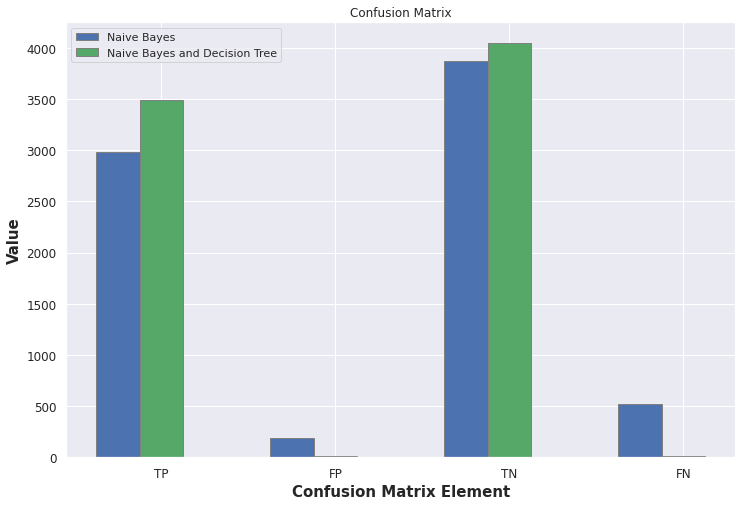 Confusion Matrix
Naive Bayes
Naive Bayes and Decision Tree
4000
3500
3000
2500
2000
1500
1000
500
0
Value
TP FP TN FN
Confusion Matrix Element